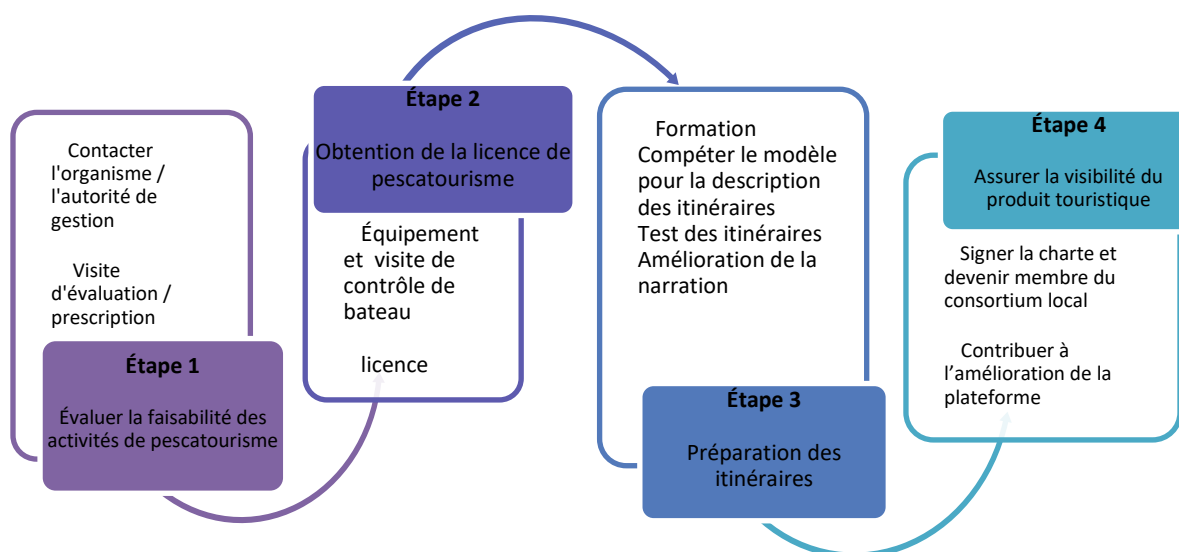 Contacter
l'organisme /
l'autorité de
gestion
Visite
d'évaluation /
prescription
Étape 1
Évaluer la faisabilité des
activités de pescatourisme
Étape 2
Obtention de la licence de
pescatourisme
Équipement
et visite de
contrôle de
bateau
licence
Formation
Compéter le modèle
pour la description
des itinéraires
Test des itinéraires
Amélioration de la
narration
Étape 3
Préparation des
itinéraires
Étape 4
Assurer la visibilité du
produit touristique
Signer la charte et
devenir membre du
consortium local
Contribuer à
l’amélioration de la
plateforme